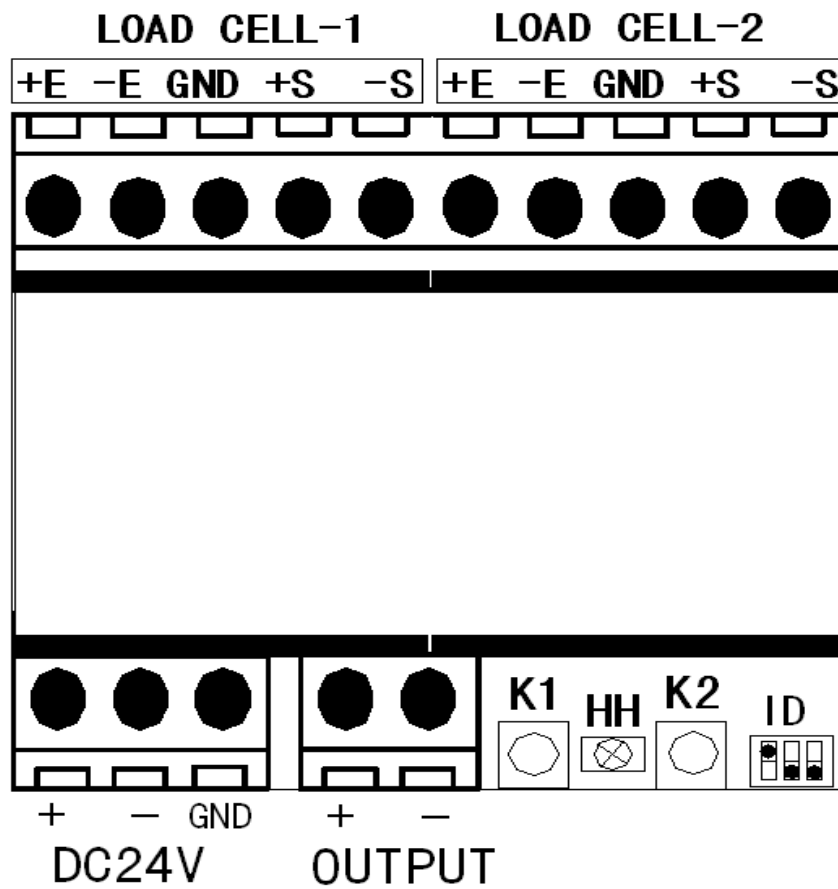 LOAD CELL-1 LOAD CELL-2
+E -E GND +S -S +E -E GND +S -S
K1 HH K2 ID
+ - GND + -
DC24V OUTPUT